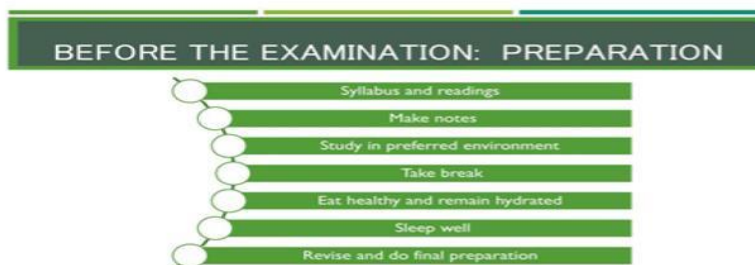 BEFORE THE EXAMINATION: PREPARATION
Syllabus and readings
Make notes
Study in preferred environment
Take break
Eat healthy and remain hydrated
Sleep well
Revise and do final preparation